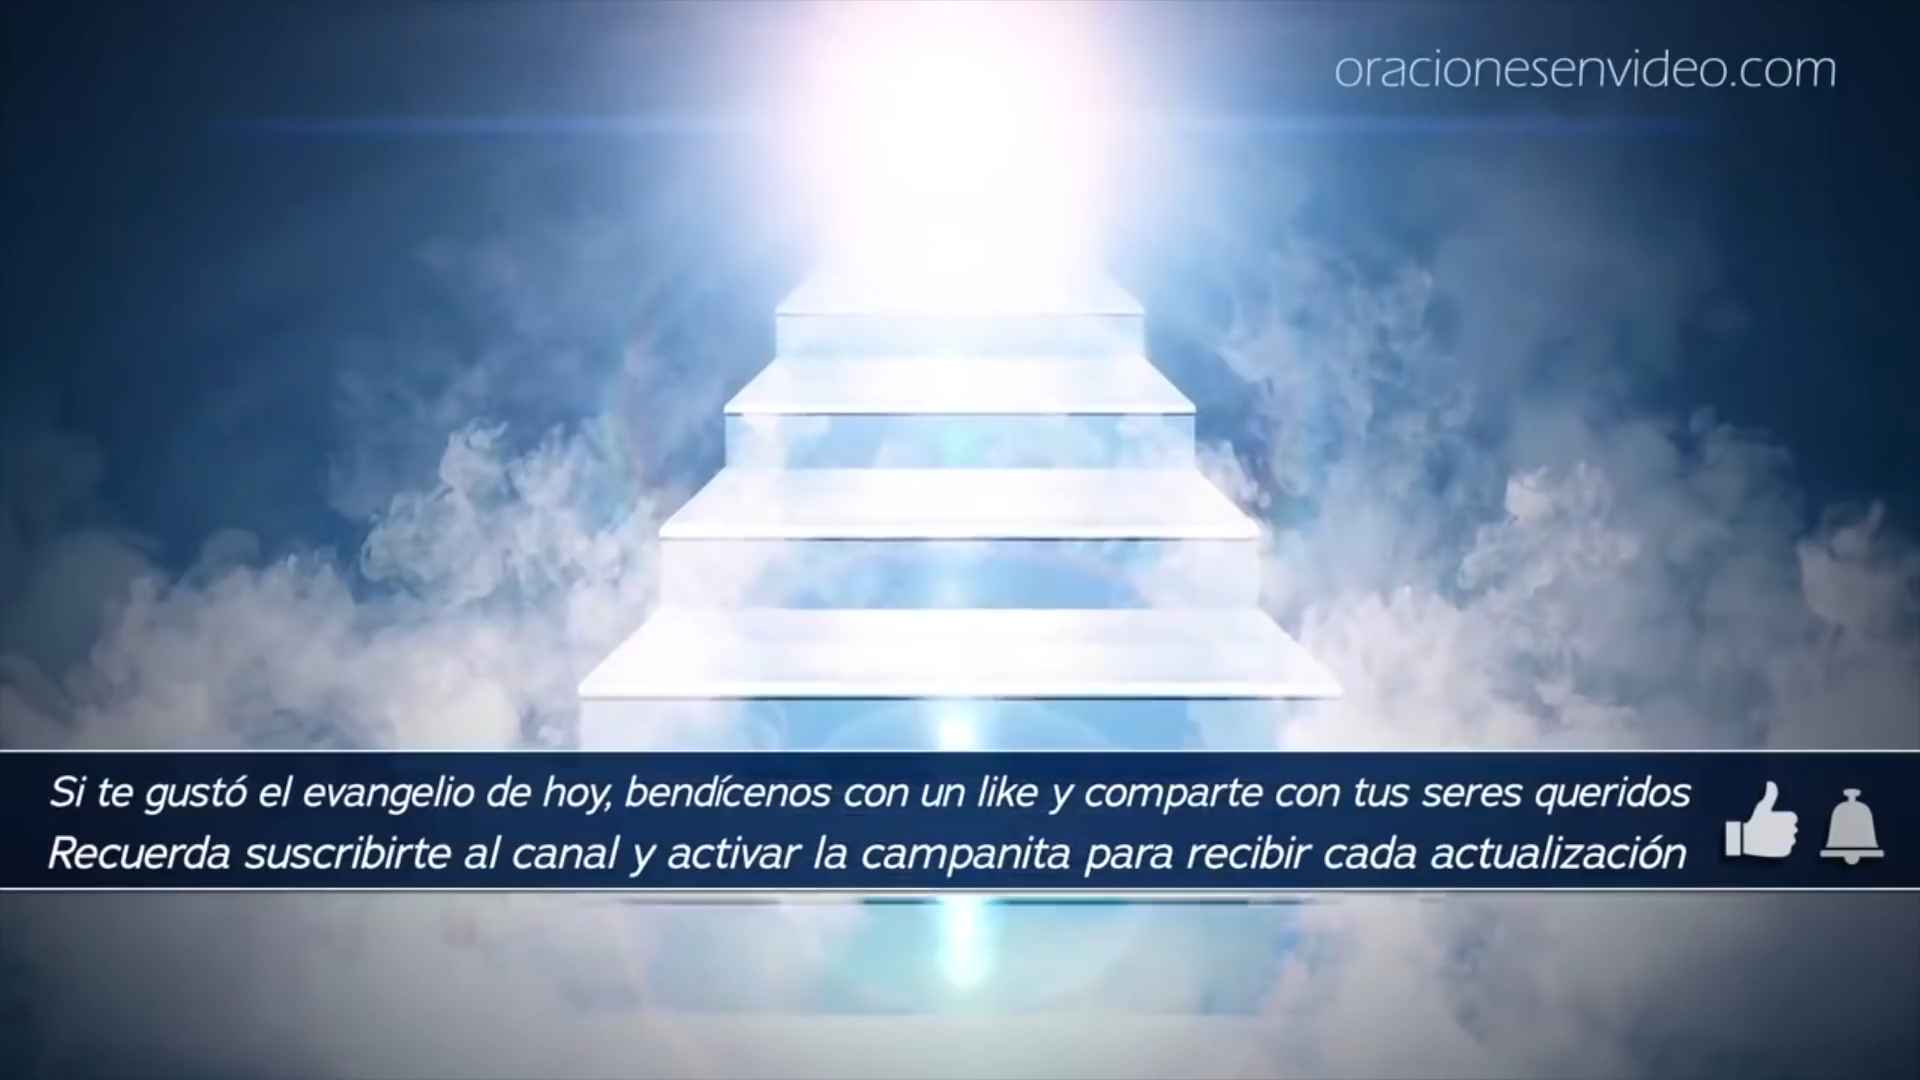 oracionesenvideo.com
Si te gustó el evangelio de hoy, bendícenos con un like y comparte con tus seres queridos
Recuerda suscribirte al canal y activar la campanita para recibir cada actualización